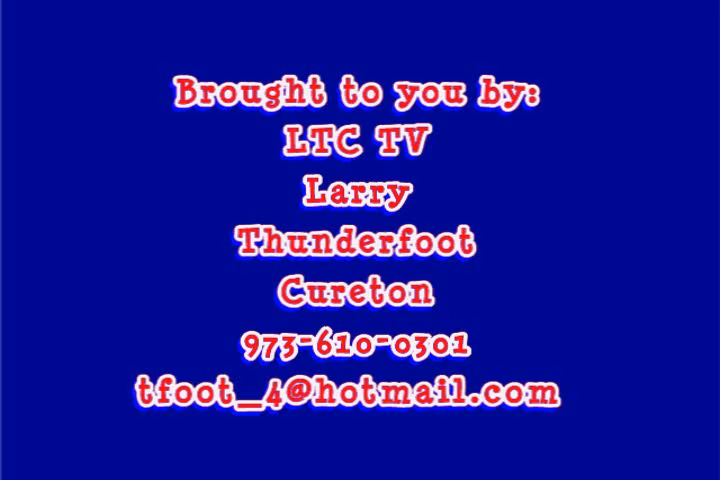 Brought to you by:
LTC TV
Larry
Thunderfoot
Cureton
973-610-0301
tfoot_4@hotmail.com